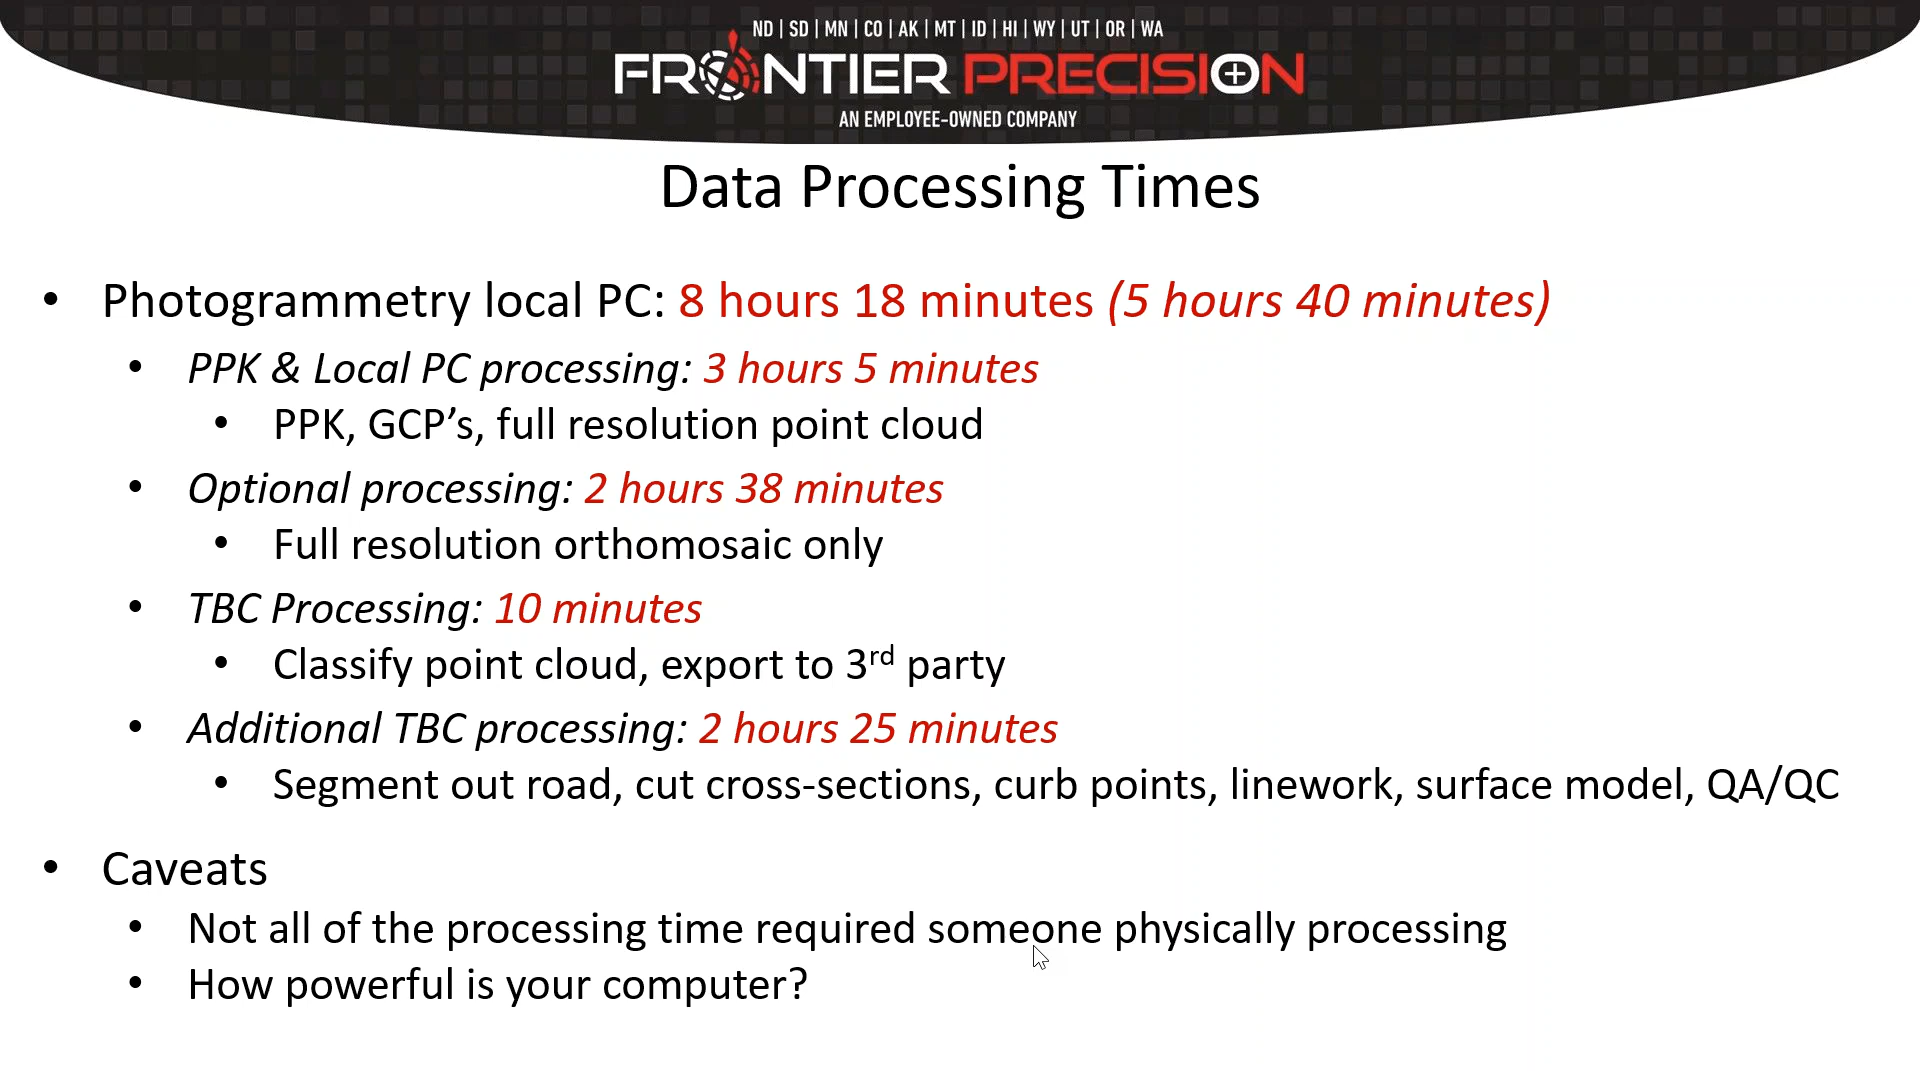 ND | SD | MN | CO | AK | MT | ID | HI | WY | UT | OR | WA
FRONTIER PRECISION
AN EMPLOYEE-OWNED COMPANY
Data Processing Times
• Photogrammetry local PC: 8 hours 18 minutes (5 hours 40 minutes)
• PPK & Local PC processing: 3 hours 5 minutes
• PPK, GCP’s, full resolution point cloud
• Optional processing: 2 hours 38 minutes
• Full resolution orthomosaic only
• TBC Processing: 10 minutes
• Classify point cloud, export to 3rd party
• Additional TBC processing: 2 hours 25 minutes
• Segment out road, cut cross-sections, curb points, linework, surface model, QA/QC
• Caveats
• Not all of the processing time required someone physically processing
• How powerful is your computer?